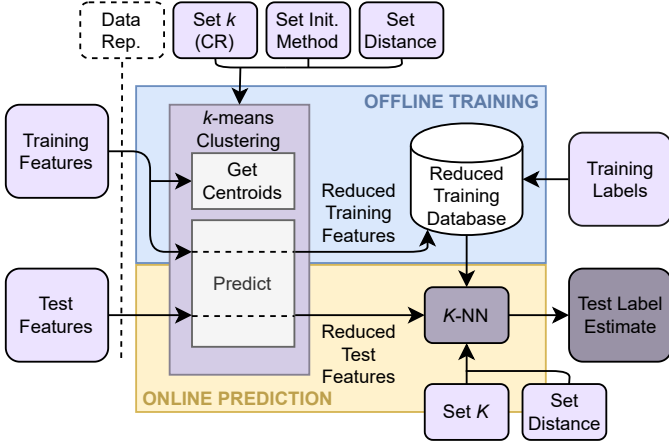 Data
Rep.
Set k
(CR)
Set Init.
Method
Set
Distance
OFFLINE TRAINING
k-means
Clustering
Training
Features
Get
Centroids
Reduced
Training
Features
Reduced
Training
Database
Training
Labels
Test
Features
Predict
Reduced
Test
Features
K-NN
Test Label
Estimate
ONLINE PREDICTION
Set K
Set
Distance